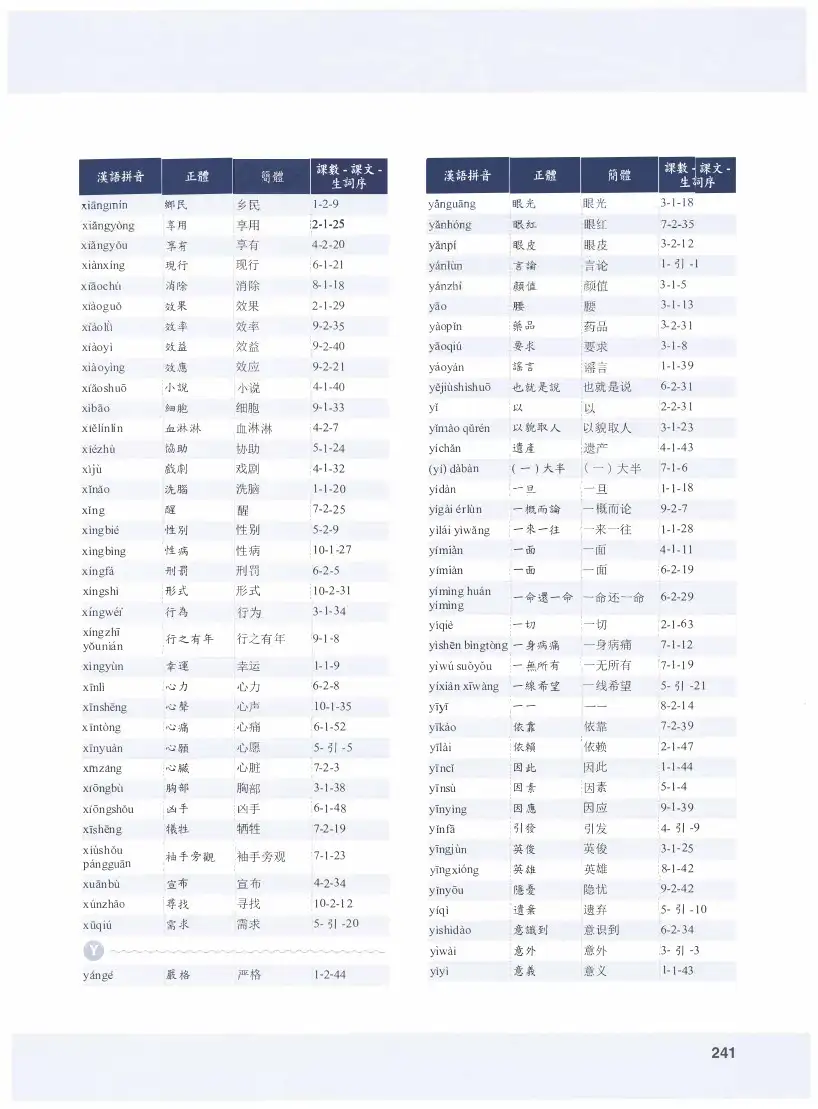 漢語拼音 正體 簡體 課數-課文-生詞序
xiāngmín 鄉民 乡民 1-2-9
xiǎngyòng 享用 享用 2-1-25
xiǎngyǒu 享有 享有 4-2-20
xiànxíng 現行 现行 6-1-21
xiāochú 消除 消除 8-1-18
xiàoguǒ 效果 效果 2-1-29
xiàolǜ 效率 效率 9-2-35
xiàoyì 效益 效益 9-2-40
xiàoyìng 效應 效应 9-2-21
xiǎoshuō 小說 小说 4-1-40
xìbāo 細胞 细胞 9-1-33
xiělínlín 血淋淋 血淋淋 4-2-7
xiézhù 協助 协助 5-1-24
xìjù 戲劇 戏剧 4-1-32
xǐnǎo 洗腦 洗脑 1-1-20
xǐng 醒 醒 7-2-25
xìngbié 性別 性别 5-2-9
xìngbìng 性病 性病 10-1-27
xíngfá 刑罰 刑罚 6-2-5
xíngshì 形式 形式 10-2-31
xíngwéi 行為 行为 3-1-34
xíngzhī yǒunián 行之有年 行之有年 9-1-8
xìngyùn 幸運 幸运 1-1-9
xīnlì 心力 心力 6-2-8
xīnshēng 心聲 心声 10-1-35
xīntòng 心痛 心痛 6-1-52
xīnyuàn 心願 心愿 5-引-5
xīnzàng 心臟 心脏 7-2-3
xiōngbù 胸部 胸部 3-1-38
xiōngshǒu 凶手 凶手 6-1-48
xīshēng 犧牲 牺牲 7-2-19
xiùshǒu pángguān 袖手旁觀 袖手旁观 7-1-23
xuānbù 宣布 宣布 4-2-34
xúnzhǎo 尋找 寻找 10-2-12
xūqiú 需求 需求 5-引-20
Y
yángé 嚴格 严格 1-2-44
漢語拼音 正體 簡體 課數-課文-生詞序
yǎnguāng 眼光 眼光 3-1-18
yǎnhóng 眼紅 眼红 7-2-35
yǎnpí 眼皮 眼皮 3-2-12
yánlùn 言論 言论 1-引-1
yánzhí 顏值 颜值 3-1-5
yāo 腰 腰 3-1-13
yàopǐn 藥品 药品 3-2-31
yāoqiú 要求 要求 3-1-8
yáoyán 謠言 谣言 1-1-39
yějiùshìshuō 也就是說 也就是说 6-2-31
yǐ 以 以 2-2-31
yǐmào qǔrén 以貌取人 以貌取人 3-1-23
yíchǎn 遺產 遗产 4-1-43
(yí) dàbàn (一)大半 (一)大半 7-1-6
yídàn 一旦 一旦 1-1-18
yígài érlùn 一概而論 一概而论 9-2-7
yìlái yìwǎng 一來一往 一来一往 1-1-28
yímiàn 一面 一面 4-1-11
yímiàn 一面 一面 6-2-19
yímìng huán yímìng 一命還一命 一命还一命 6-2-29
yíqiè 一切 一切 2-1-63
yìshēn bìngtòng 一身病痛 一身病痛 7-1-12
yìwú suǒyǒu 一無所有 一无所有 7-1-19
yíxiàn xīwàng 一線希望 一线希望 5-引-21
yīyī 一一 一一 8-2-14
yīkào 依靠 依靠 7-2-39
yīlài 依賴 依赖 2-1-47
yīncǐ 因此 因此 1-1-44
yīnsù 因素 因素 5-1-4
yīnyìng 因應 因应 9-1-39
yǐnfā 引發 引发 4-引-9
yīngjùn 英俊 英俊 3-1-25
yīngxióng 英雄 英雄 8-1-42
yǐnyōu 隱憂 隐忧 9-2-42
yíqì 遺棄 遗弃 5-引-10
yìshìdào 意識到 意识到 6-2-34
yìwài 意外 意外 3-引-3
yìyì 意義 意义 1-1-43
241